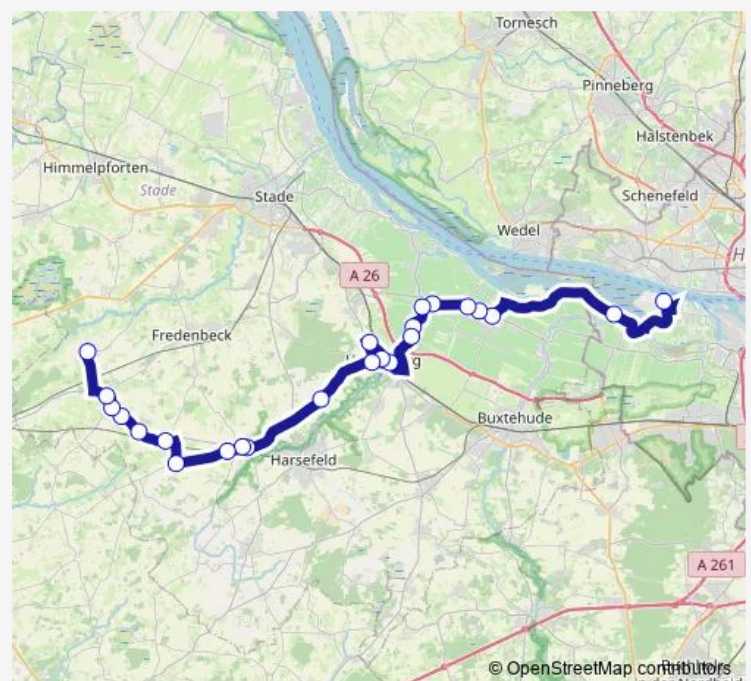 Tornesch
Pinneberg
Halstenbek
Himmelpforten
Stade
Stade
Schenefeld
Wedel
H
A 26
Fredenbeck
g
Buxtehude
Harsefeld
A 261
© OpenStreetMap contributors